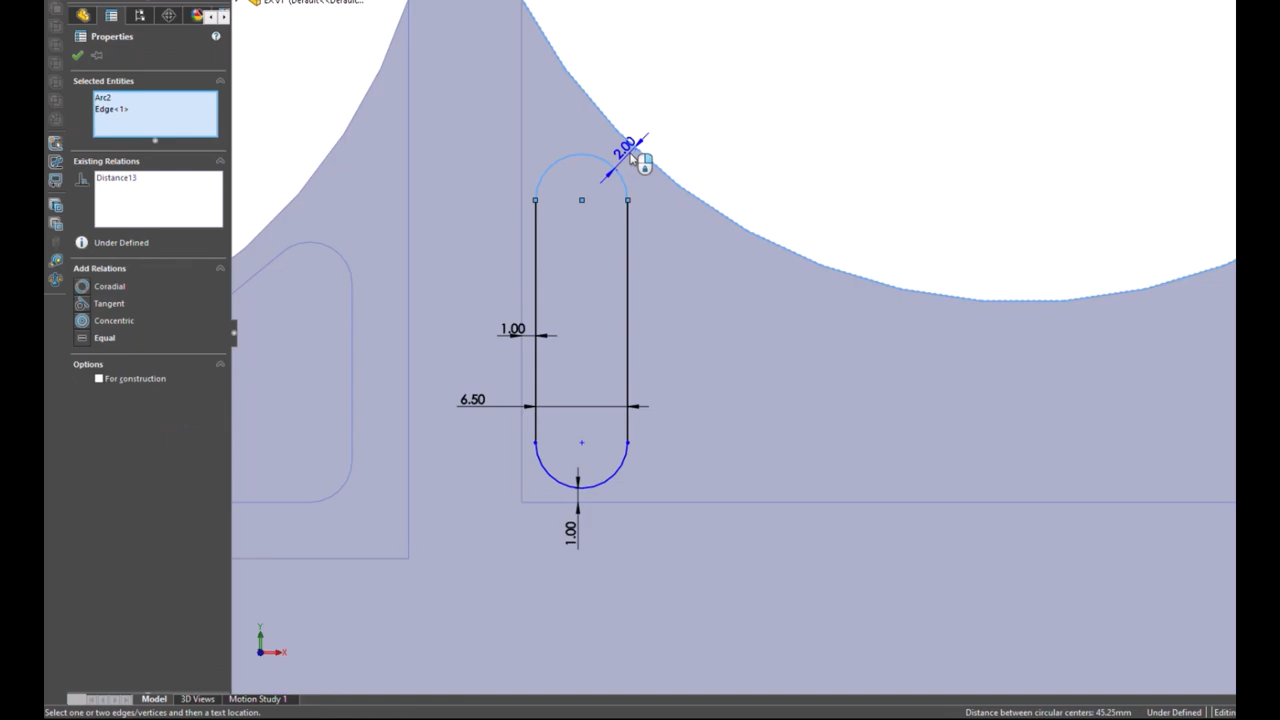 Properties
Selected Entities
Arc2
Edge<1>
Existing Relations
Distance13
Under Defined
Add Relations
Coradial
Tangent
Concentric
Equal
Options
For construction
2.00
1.00
6.50
1.00
Y
X
Model
3D Views
Motion Study 1
Select one or two edges/vertices and then a text location.
Distance between circular centers: 45.25mm
Under Defined
Editin